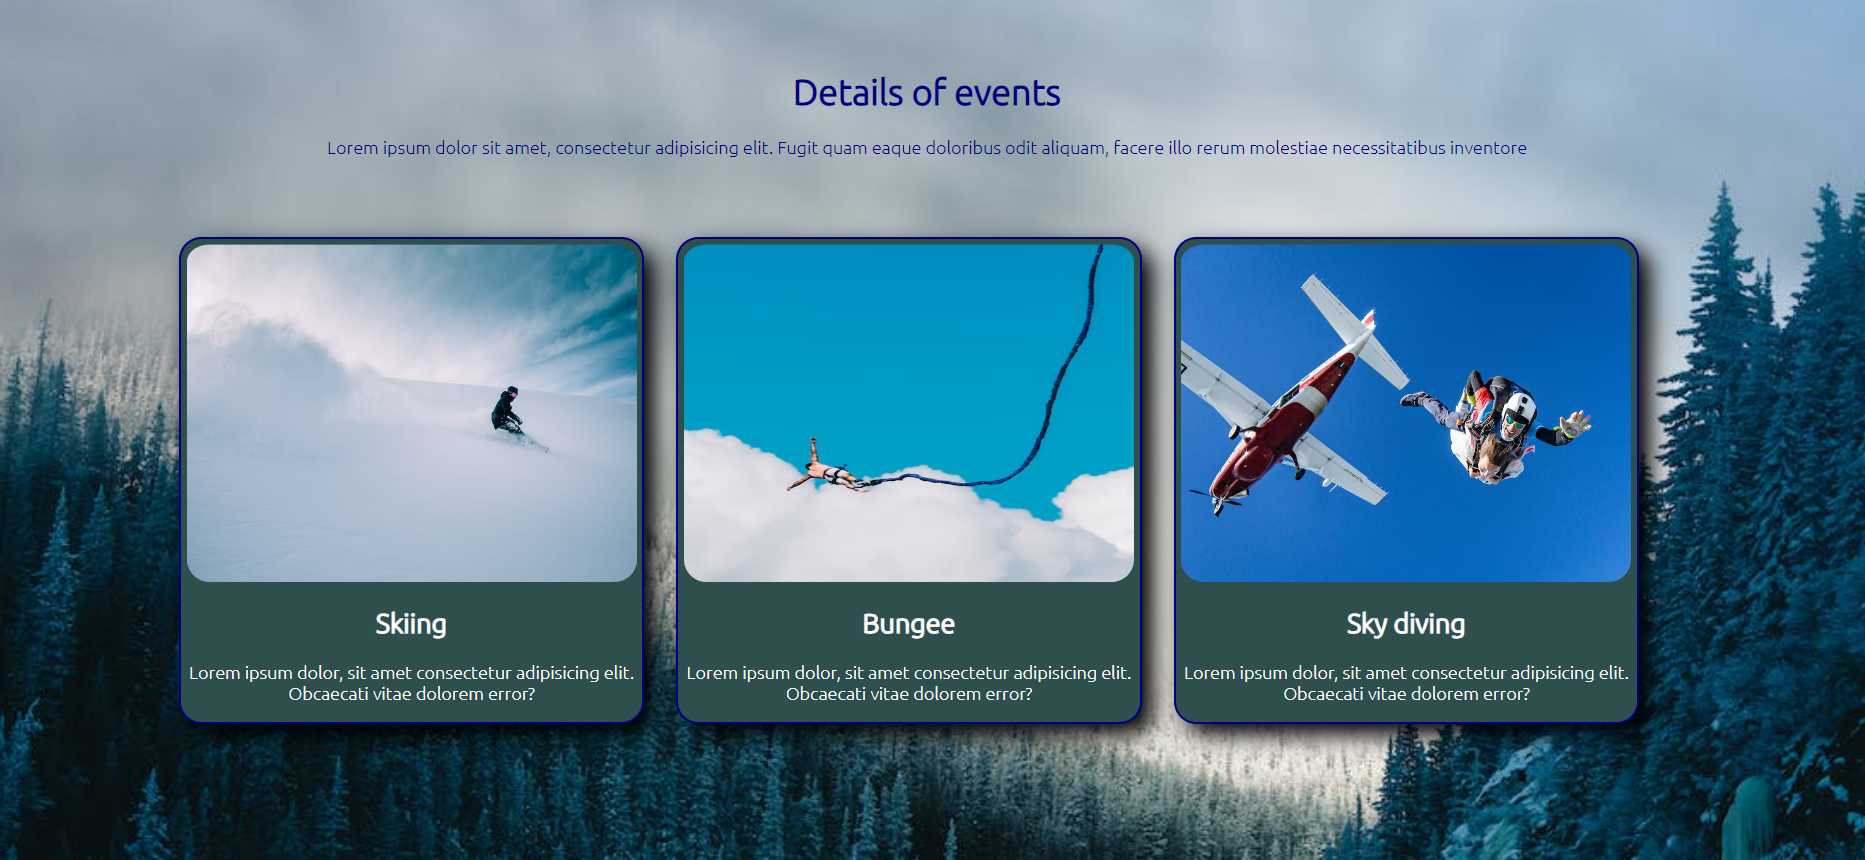 Details of events
Lorem ipsum dolor sit amet, consectetur adipisicing elit. Fugit quam eaque doloribus odit aliquam, facere illo rerum molestiae necessitatibus inventore
Skiing
Lorem ipsum dolor, sit amet consectetur adipisicing elit.
Obcaecati vitae dolorem error?
Bungee
Lorem ipsum dolor, sit amet consectetur adipisicing elit.
Obcaecati vitae dolorem error?
Sky diving
Lorem ipsum dolor, sit amet consectetur adipisicing elit.
Obcaecati vitae dolorem error?